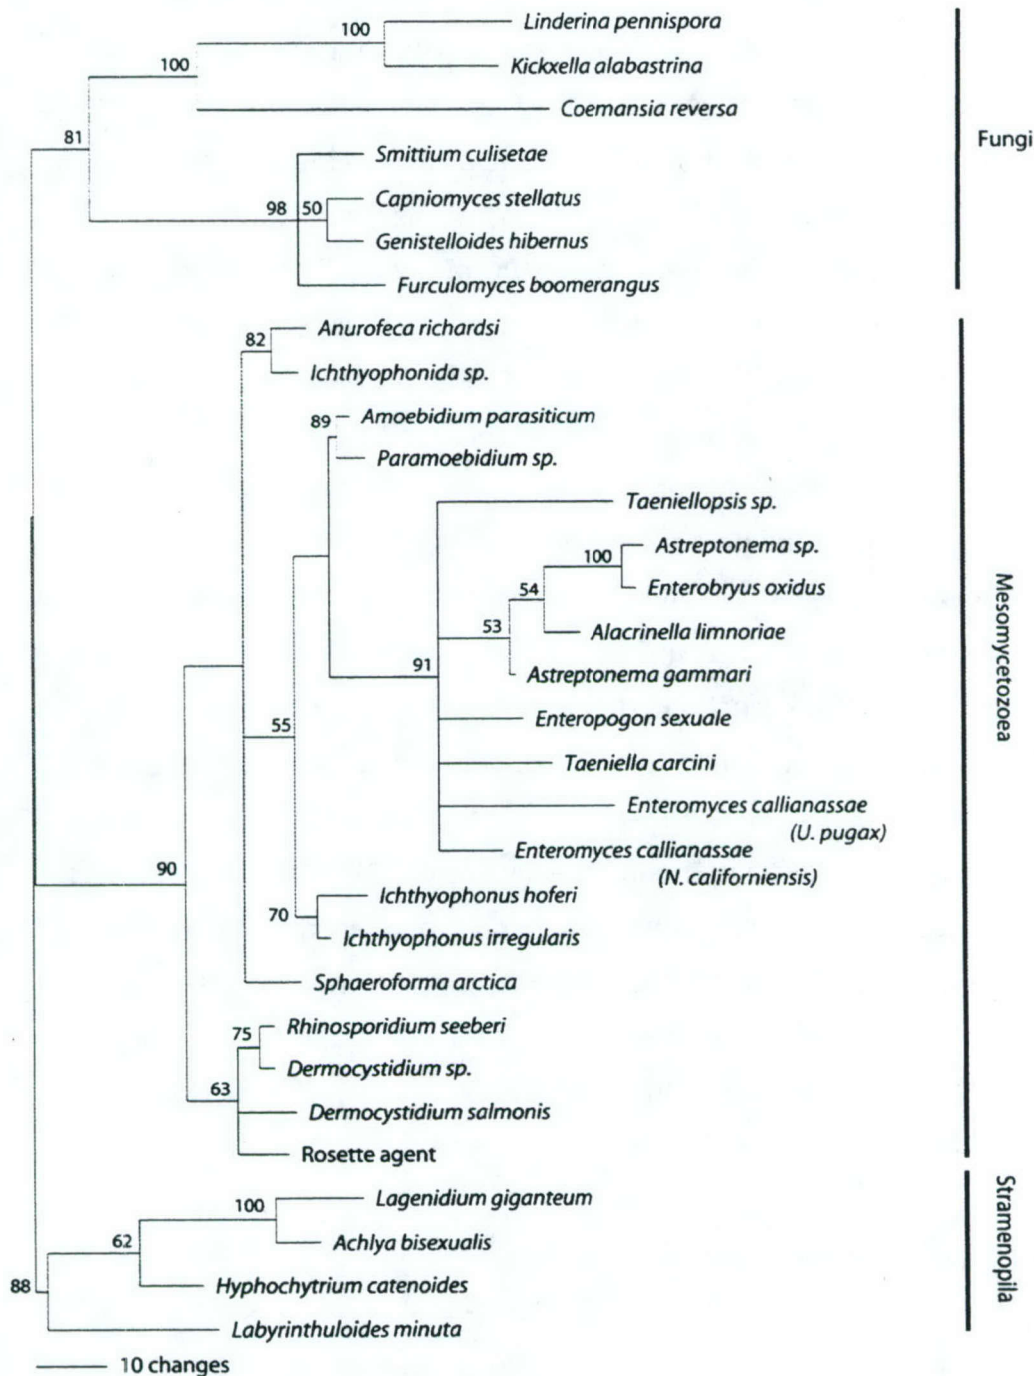 Linderina pennispora
100
Kickxella alabastrina
100
Coemansia reversa
81
Fungi
Smittium culisetae
Capniomyces stellatus
98 50
Genistelloides hibernus
Furculomyces boomerangus
Anurofeca richardsi
82
Ichthyophonida sp.
Amoebidium parasiticum
89
Paramoebidium sp.
Taeniellopsis sp.
Astreptonema sp.
100
Enterobryus oxidus
54
Alacrinella limnoriae
53
Astreptonema gammari
91
Enteropogon sexuale
55
Taeniella carcini
Enteromyces callianassae
(U. pugax)
Enteromyces callianassae
(N. californiensis)
90
Ichthyophonus hoferi
70
Ichthyophonus irregularis
Sphaeroforma arctica
Mesomycetozoea
Rhinosporidium seeberi
75
Dermocystidium sp.
63
Dermocystidium salmonis
Rosette agent
Lagenidium giganteum
100
Achlya bisexualis
62
Hyphochytrium catenoides
88
Labyrinthuloides minuta
Stramenopila
10 changes